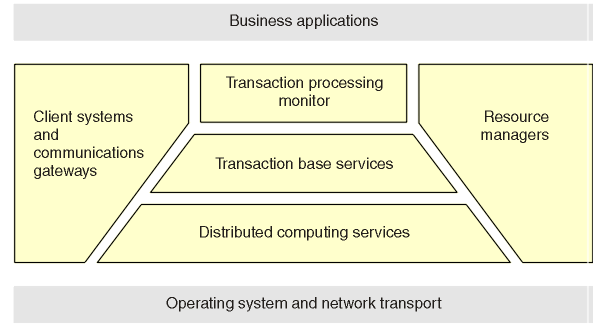 Business applications
Transaction processing
monitor
Client systems
and
communications
gateways
Resource
managers
Transaction base services
Distributed computing services
Operating system and network transport